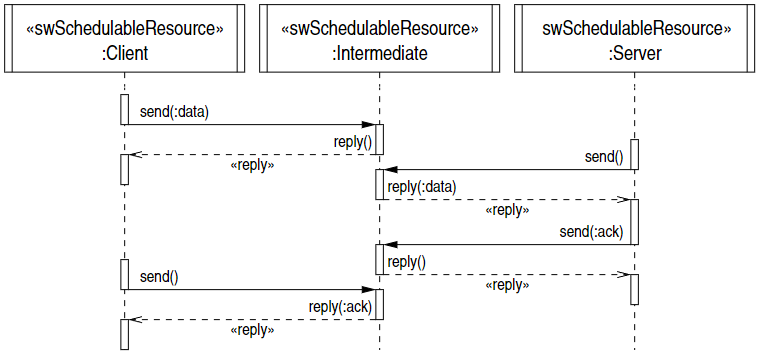 «swSchedulableResource»
:Client
«swSchedulableResource»
:Intermediate
swSchedulableResource»
:Server
send(:data)
reply()
«reply»
send()
reply(:data)
«reply»
send(:ack)
reply()
«reply»
send()
reply(:ack)
«reply»